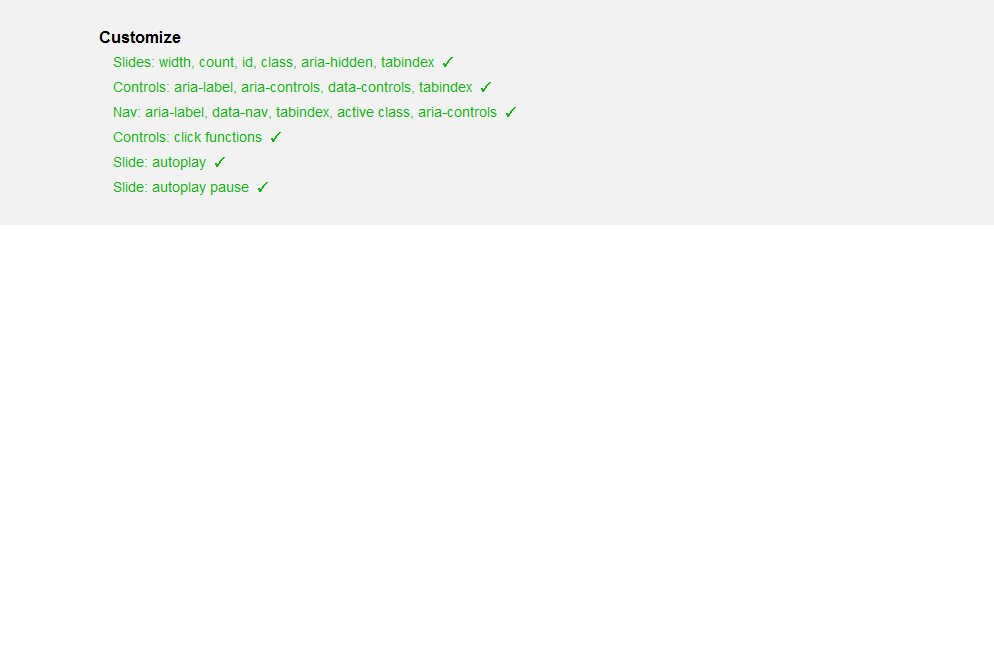 Customize
Slides: width, count, id, class, aria-hidden, tabindex ✓
Controls: aria-label, aria-controls, data-controls, tabindex ✓
Nav: aria-label, data-nav, tabindex, active class, aria-controls ✓
Controls: click functions ✓
Slide: autoplay ✓
Slide: autoplay pause ✓